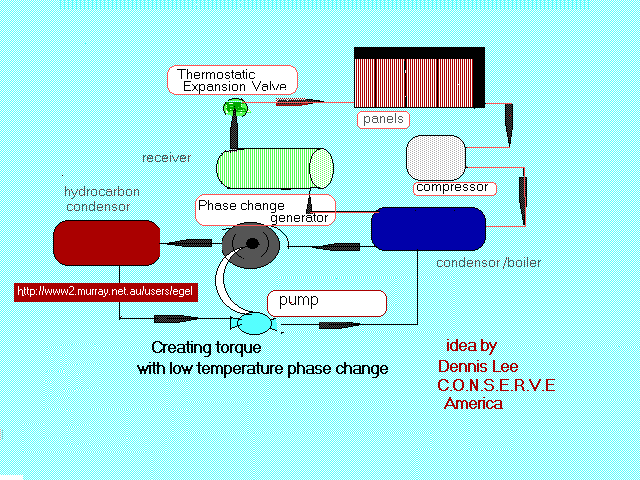 Thermostatic
Expansion Valve
panels
receiver
compressor
hydrocarbon
condensor
Phase change
generator
condensor/boiler
http://www2.murray.net.au/users/egel
pump
Creating torque
with low temperature phase change
idea by
Dennis Lee
C.O.N.S.E.R.V.E
America